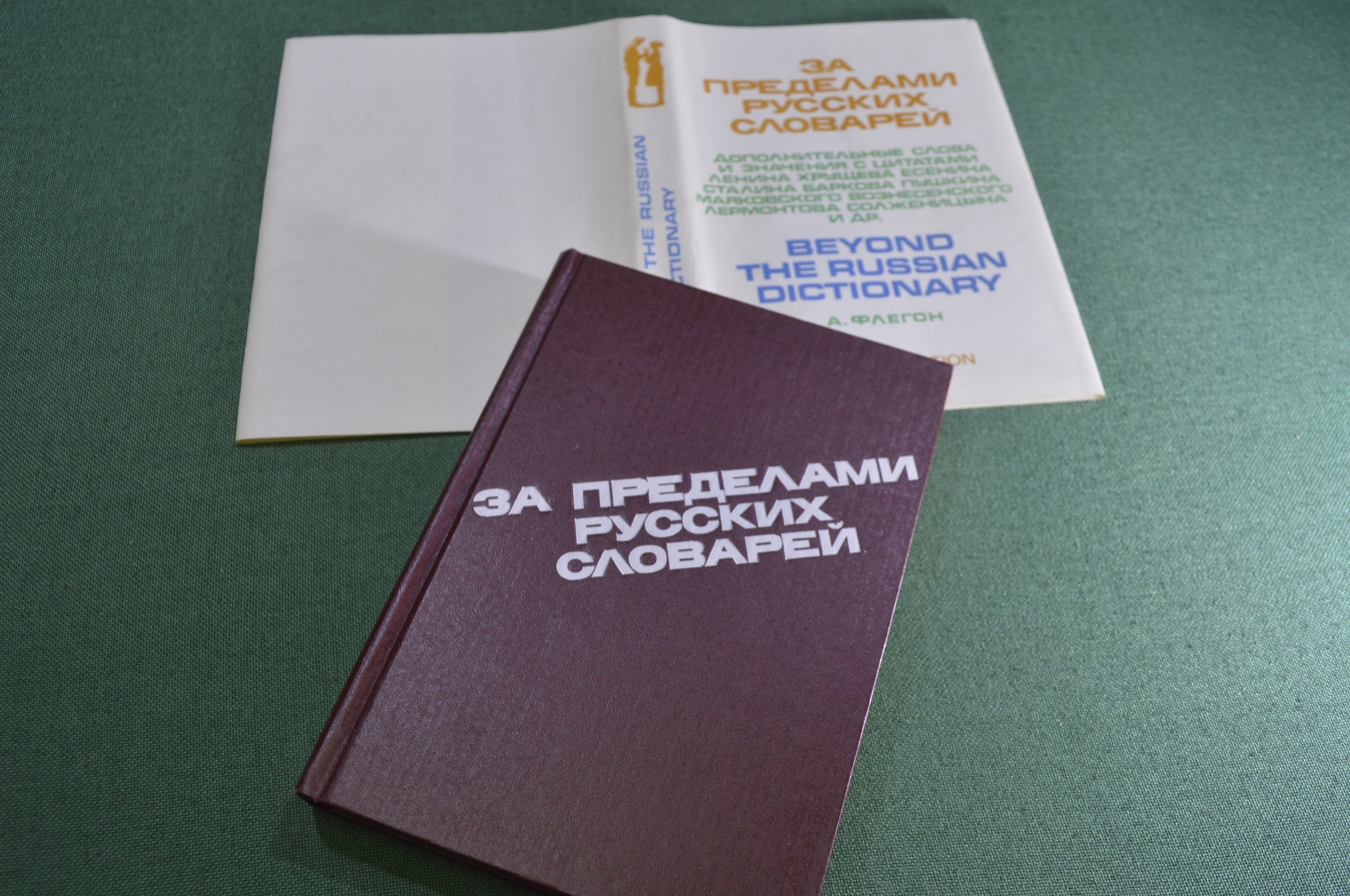 ЗА
ПРЕДЕЛАМИ
РУССКИХ
СЛОВАРЕЙ
ДОПОЛНИТЕЛЬНЫЕ СЛОВА
И ЗНАЧЕНИЯ С ЦИТАТАМИ
ЛЕНИНА ХРУЩЕВА ЕСЕНИНА
СТАЛИНА БАРКОВА ПУШКИНА
МАЯКОВСКОГО ВОЗНЕСЕНСКОГО
ЛЕРМОНТОВА СОЛЖЕНИЦЫНА
И ДР.
BEYOND
THE RUSSIAN
DICTIONARY
А. ФЛЕГОН
THE RUSSIAN
ЗА ПРЕДЕЛАМИ
РУССКИХ
СЛОВАРЕЙ